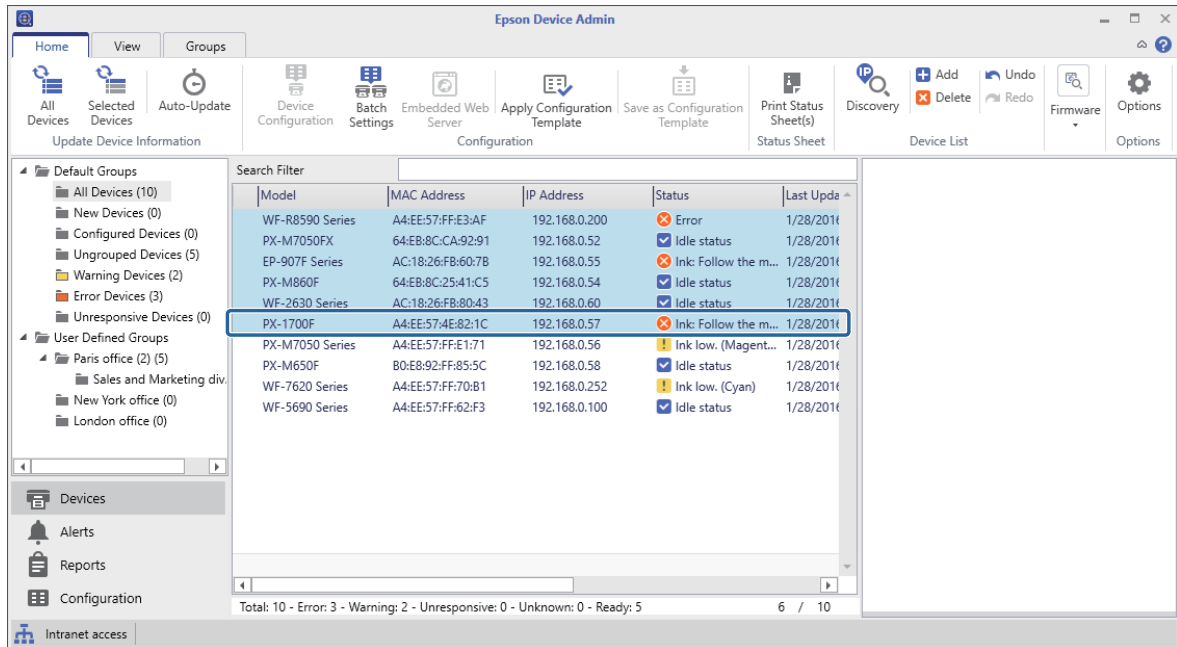 Epson Device Admin
Home View Groups
All Devices
Selected Devices
Auto-Update
Update Device Information
Device Configuration
Batch Settings
Embedded Web Server
Apply Configuration Template
Save as Configuration Template
Configuration
Print Status Sheet(s)
Status Sheet
Discovery
Add
Delete
Undo
Redo
Device List
Firmware
Options
Options
Default Groups
All Devices (10)
New Devices (0)
Configured Devices (0)
Ungrouped Devices (5)
Warning Devices (2)
Error Devices (3)
Unresponsive Devices (0)
User Defined Groups
Paris office (2) (5)
Sales and Marketing div.
New York office (0)
London office (0)
Devices
Alerts
Reports
Configuration
Search Filter
Model MAC Address IP Address Status Last Upda
WF-R8590 Series A4:EE:57:FF:E3:AF 192.168.0.200 Error 1/28/2016
PX-M7050FX 64:EB:8C:CA:92:91 192.168.0.52 Idle status 1/28/2016
EP-907F Series AC:18:26:FB:60:7B 192.168.0.55 Ink: Follow the m... 1/28/2016
PX-M860F 64:EB:8C:25:41:C5 192.168.0.54 Idle status 1/28/2016
WF-2630 Series AC:18:26:FB:80:43 192.168.0.60 Idle status 1/28/2016
PX-1700F A4:EE:57:4E:82:1C 192.168.0.57 Ink: Follow the m... 1/28/2016
PX-M7050 Series A4:EE:57:FF:E1:71 192.168.0.56 Ink low. (Magent... 1/28/2016
PX-M650F B0:E8:92:FF:85:5C 192.168.0.58 Idle status 1/28/2016
WF-7620 Series A4:EE:57:FF:70:B1 192.168.0.252 Ink low. (Cyan) 1/28/2016
WF-5690 Series A4:EE:57:FF:62:F3 192.168.0.100 Idle status 1/28/2016
Total: 10 - Error: 3 - Warning: 2 - Unresponsive: 0 - Unknown: 0 - Ready: 5 6 / 10
Intranet access